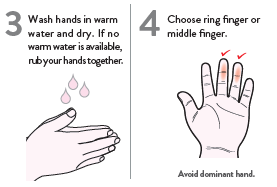 3 Wash hands in warm
water and dry. If no
warm water is available,
rub your hands together.
4 Choose ring finger or
middle finger.
Avoid dominant hand.